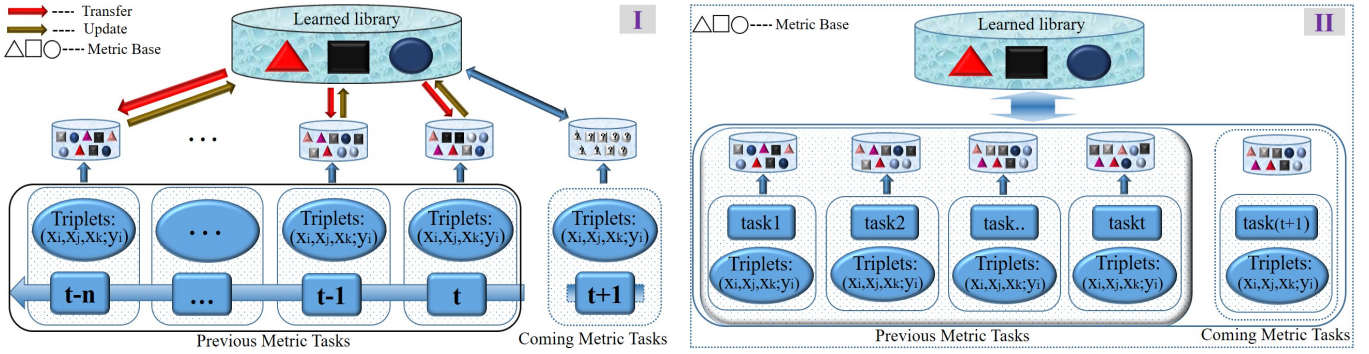 Transfer
Update
Metric Base
Learned library
I
. . .
Triplets:
(xi,xj,xk;yi)
. . .
Triplets:
(xi,xj,xk;yi)
Triplets:
(xi,xj,xk;yi)
Triplets:
(xi,xj,xk;yi)
t-n
...
t-1
t
t+1
Previous Metric Tasks
Coming Metric Tasks
Metric Base
Learned library
II
task1
task2
task..
taskt
task(t+1)
Triplets:
(xi,xj,xk;yi)
Triplets:
(xi,xj,xk;yi)
Triplets:
(xi,xj,xk;yi)
Triplets:
(xi,xj,xk;yi)
Triplets:
(xi,xj,xk;yi)
Previous Metric Tasks
Coming Metric Tasks